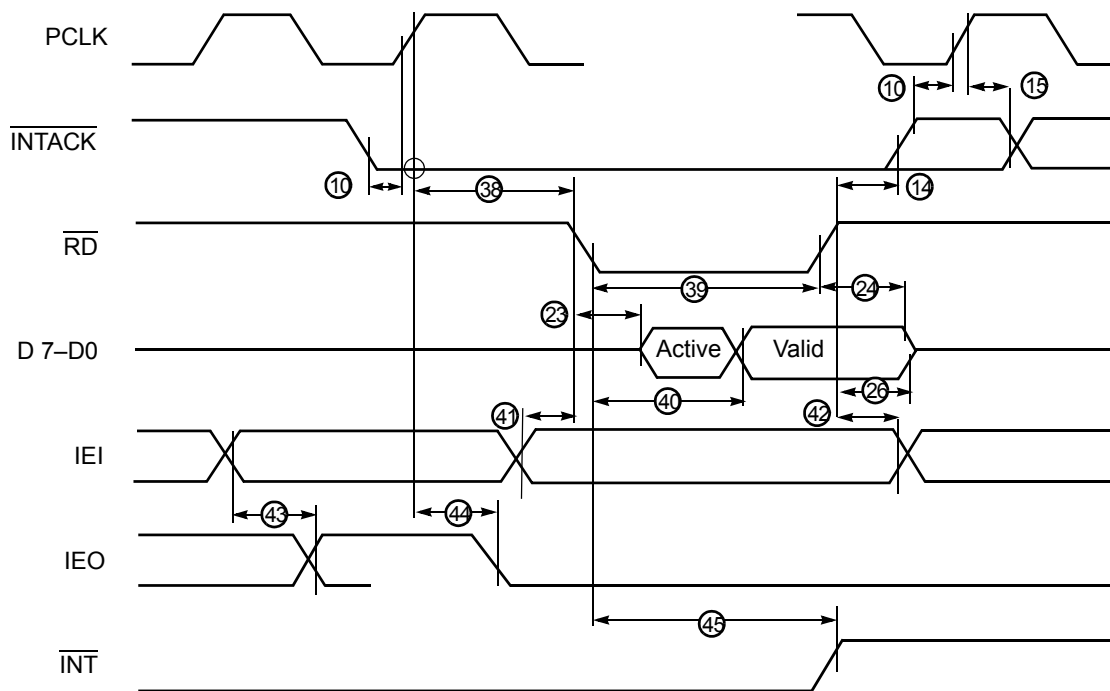 PCLK
10
15
INTACK
10
38
14
RD
39
24
23
D 7–D0
Active
Valid
26
40
41
42
IEI
43
44
IEO
45
INT